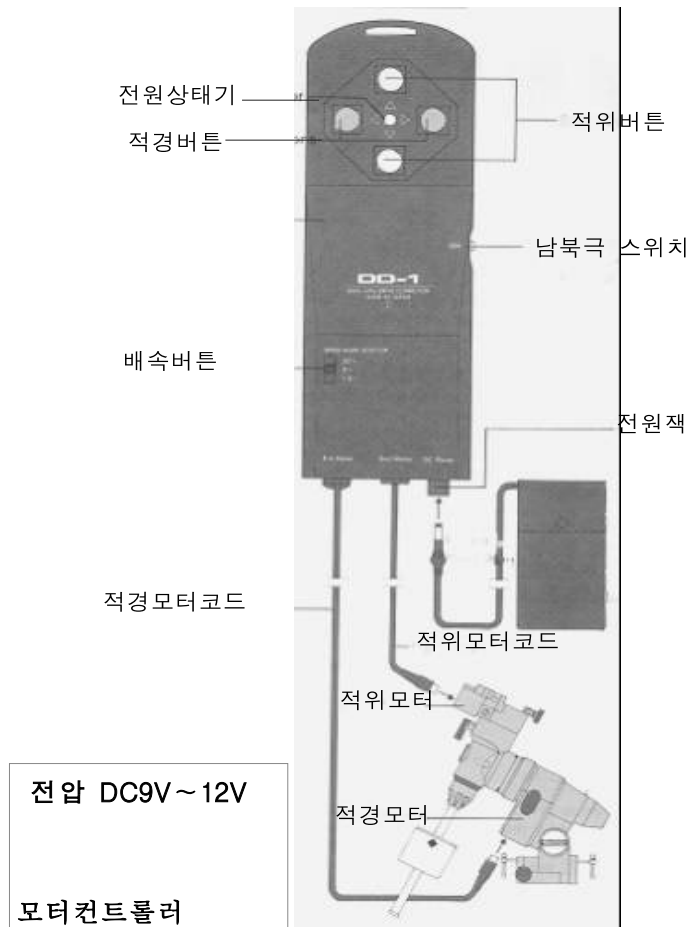 전원상태기
적경버튼
적위버튼
남북극 스위치
DD-1
배속버튼
전원잭
적경모터코드
적위모터코드
적위모터
적경모터
전압 DC9V~12V
모터컨트롤러